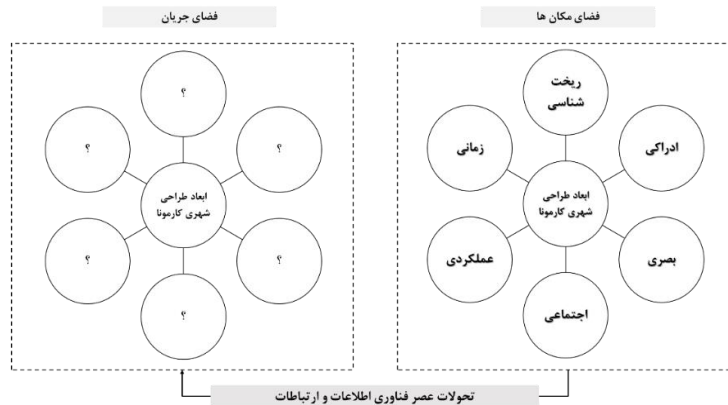 فضای مکان ها
ریخت
شناسی
ادراکی
بصری
اجتماعی
عملکردی
زمانی
ابعاد طراحی
شهری کارمونا
فضای جریان
؟
؟
؟
؟
؟
؟
ابعاد طراحی
شهری کارمونا
تحولات عصر فناوری اطلاعات و ارتباطات